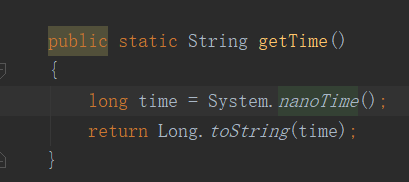 public static String getTime()
{
long time = System.nanoTime();
return Long.toString(time);
}